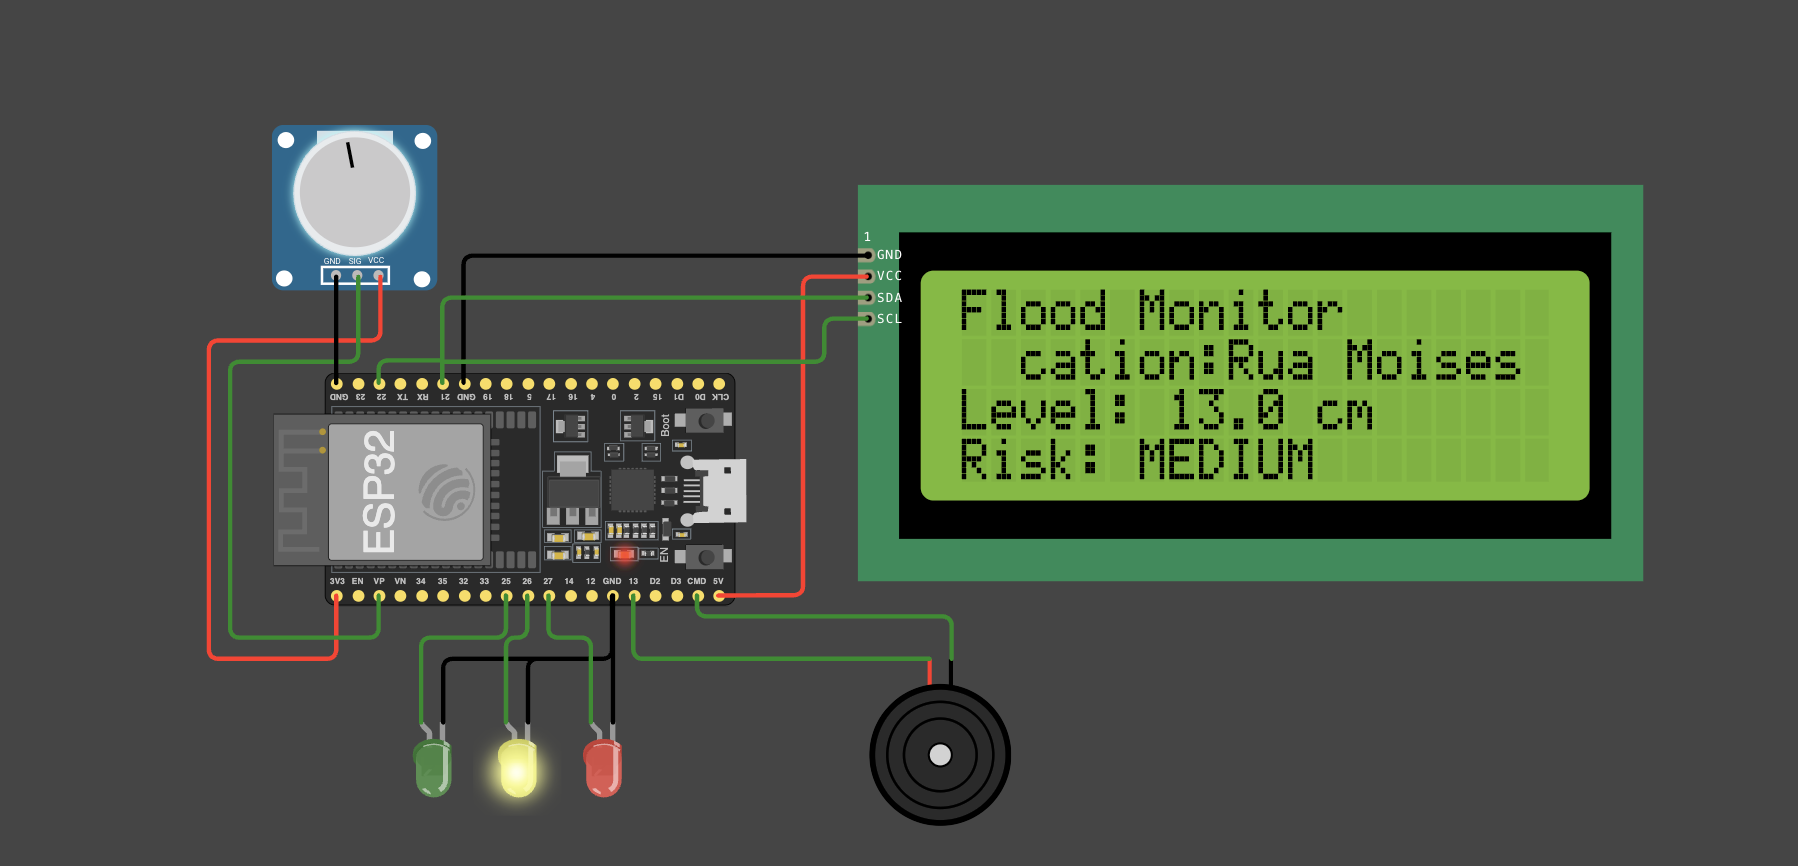 GND SIG VCC
1
GND
VCC
SDA
SCL
Flood Monitor
cation:Rua Moises
Level: 13.0 cm
Risk: MEDIUM
GND 23 22 TX RX 21 GND 19 18 5 17 16 4 0 2 15 D1 D0 CLK
Boot
ESP32
EN
3V3 EN VP VN 34 35 32 33 25 26 27 14 12 GND 13 D2 D3 CMD 5V